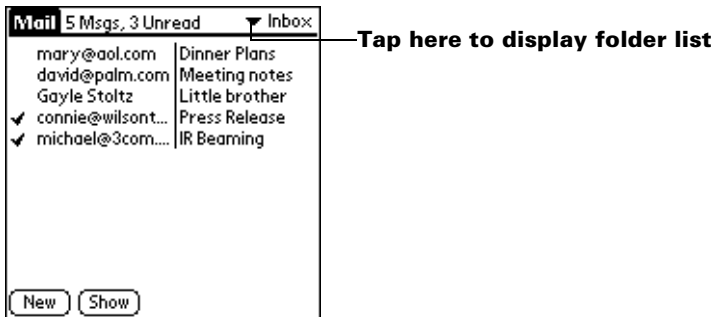 Mail 5 Msgs, 3 Unread Inbox
Tap here to display folder list
mary@aol.com Dinner Plans
david@palm.com Meeting notes
Gayle Stoltz Little brother
connie@wilsont... Press Release
michael@3com.... IR Beaming
New Show